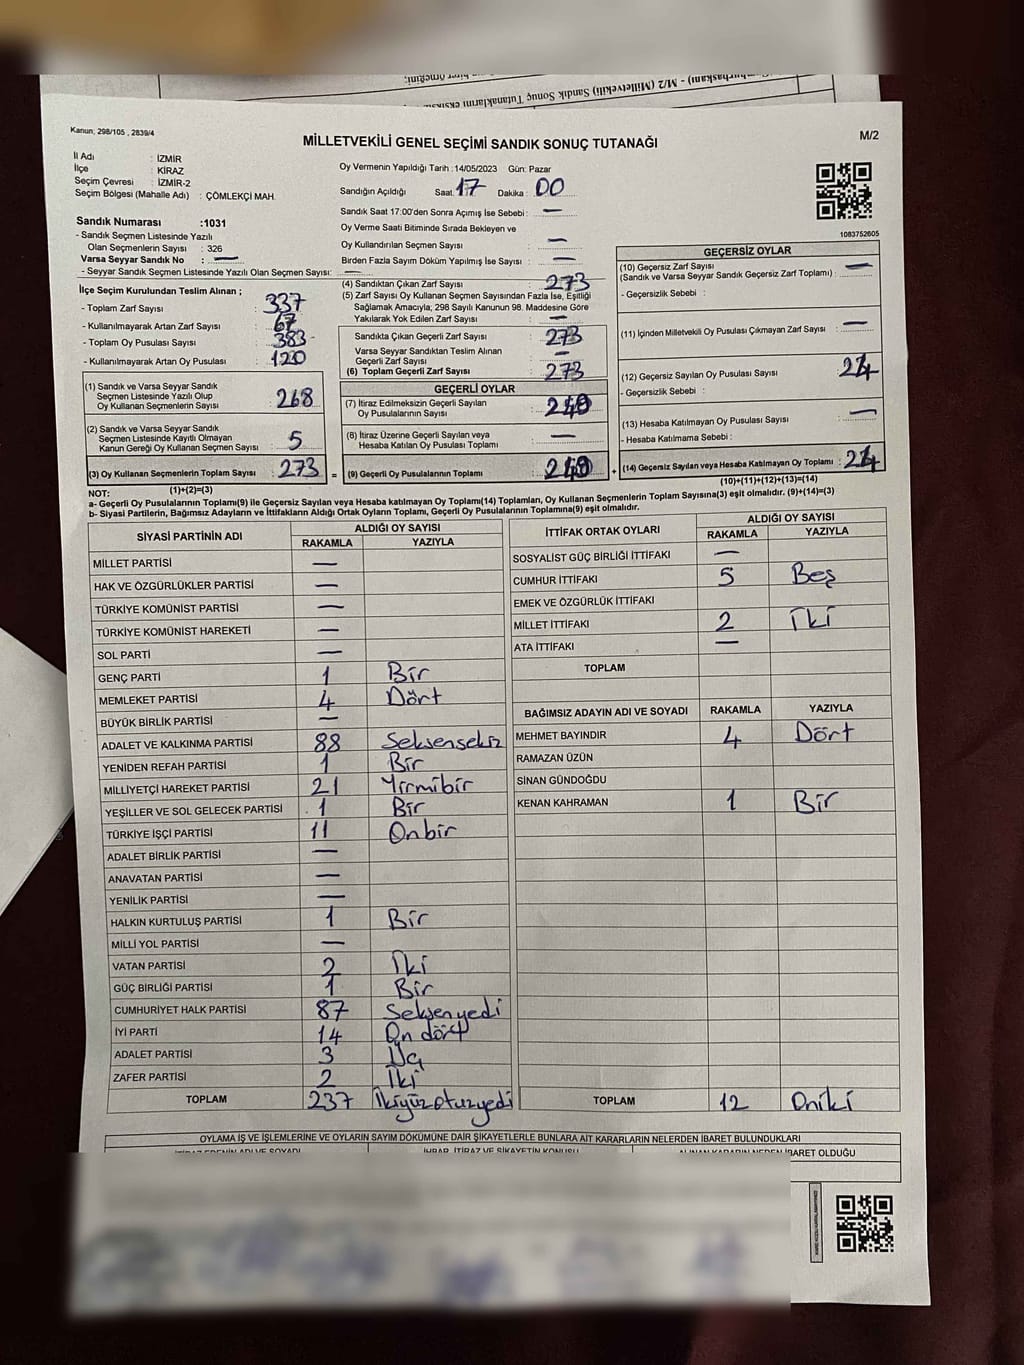 M/2 (Milletvekili) Sandık Sonuç Tutanaklarını
Kanun; 298/105 , 2839/4
MİLLETVEKİLİ GENEL SEÇİMİ SANDIK SONUÇ TUTANAĞI
M/2
İl Adı : İZMİR
İlçe : KİRAZ
Seçim Çevresi : İZMİR-2
Seçim Bölgesi (Mahalle Adı) : ÇÖMLEKÇİ MAH.
Oy Vermenin Yapıldığı Tarih :14/05/2023 Gün: Pazar
Sandığın Açıldığı Saat: 17 Dakika : 00
Sandık Saat 17:00'den Sonra Açımış İse Sebebi : —
Oy Verme Saati Bitiminde Sırada Bekleyen ve
Oy Kullandırılan Seçmen Sayısı : —
Birden Fazla Sayım Döküm Yapılmış İse Sayısı : —
1083752605
Sandık Numarası :1031
- Sandık Seçmen Listesinde Yazılı
Olan Seçmenlerin Sayısı : 326
Varsa Seyyar Sandık No : —
- Seyyar Sandık Seçmen Listesinde Yazılı Olan Seçmen Sayısı: —
İlçe Seçim Kurulundan Teslim Alınan ;
- Toplam Zarf Sayısı : 337
- Kullanılmayarak Artan Zarf Sayısı : 67
- Toplam Oy Pusulası Sayısı : 383
- Kullanılmayarak Artan Oy Pusulası : 120
(1) Sandık ve Varsa Seyyar Sandık
Seçmen Listesinde Yazılı Olup
Oy Kullanan Seçmenlerin Sayısı 268
(2) Sandık ve Varsa Seyyar Sandık
Seçmen Listesinde Kayıtlı Olmayan
Kanun Gereği Oy Kullanan Seçmen Sayısı : 5
(3) Oy Kullanan Seçmenlerin Toplam Sayısı : 273
(1)+(2)=(3)
(4) Sandıktan Çıkan Zarf Sayısı : 273
(5) Zarf Sayısı Oy Kullanan Seçmen Sayısından Fazla İse, Eşitliği
Sağlamak Amacıyla; 298 Sayılı Kanunun 98. Maddesine Göre
Yakılarak Yok Edilen Zarf Sayısı : —
Sandıkta Çıkan Geçerli Zarf Sayısı : 273
Varsa Seyyar Sandıktan Teslim Alınan
Geçerli Zarf Sayısı : —
(6) Toplam Geçerli Zarf Sayısı : 273
GEÇERLİ OYLAR
(7) İtiraz Edilmeksizin Geçerli Sayılan
Oy Pusulalarının Sayısı :
(8) İtiraz Üzerine Geçerli Sayılan veya
Hesaba Katılan Oy Pusulası Toplamı : —
= (9) Geçerli Oy Pusulalarının Toplamı :
GEÇERSİZ OYLAR
(10) Geçersiz Zarf Sayısı : —
(Sandık ve Varsa Seyyar Sandık Geçersiz Zarf Toplamı) :
- Geçersizlik Sebebi :
(11) İçinden Milletvekili Oy Pusulası Çıkmayan Zarf Sayısı : —
(12) Geçersiz Sayılan Oy Pusulası Sayısı :
- Geçersizlik Sebebi :
(13) Hesaba Katılmayan Oy Pusulası Sayısı : —
- Hesaba Katılmama Sebebi :
+ (14) Geçersiz Sayılan veya Hesaba Katılmayan Oy Toplamı :
(10)+(11)+(12)+(13)=(14)
NOT:
a- Geçerli Oy Pusulalarının Toplamı(9) ile Geçersiz Sayılan veya Hesaba katılmayan Oy Toplamı(14) Toplamları, Oy Kullanan Seçmenlerin Toplam Sayısına(3) eşit olmalıdır. (9)+(14)=(3)
b- Siyasi Partilerin, Bağımsız Adayların ve İttifakların Aldığı Ortak Oyların Toplamı, Geçerli Oy Pusulalarının Toplamına(9) eşit olmalıdır.
SİYASİ PARTİNİN ADI ALDIĞI OY SAYISI
RAKAMLA YAZIYLA
MİLLET PARTİSİ —
HAK VE ÖZGÜRLÜKLER PARTİSİ —
TÜRKİYE KOMÜNİST PARTİSİ —
TÜRKİYE KOMÜNİST HAREKETİ —
SOL PARTİ —
GENÇ PARTİ 1 Bir
MEMLEKET PARTİSİ 4 Dört
BÜYÜK BİRLİK PARTİSİ —
ADALET VE KALKINMA PARTİSİ 88 Seksensekiz
YENİDEN REFAH PARTİSİ 1 Bir
MİLLİYETÇİ HAREKET PARTİSİ 21 Yirmibir
YEŞİLLER VE SOL GELECEK PARTİSİ 1 Bir
TÜRKİYE İŞÇİ PARTİSİ 11 Onbir
ADALET BİRLİK PARTİSİ —
ANAVATAN PARTİSİ —
YENİLİK PARTİSİ —
HALKIN KURTULUŞ PARTİSİ 1 Bir
MİLLİ YOL PARTİSİ —
VATAN PARTİSİ 2 İki
GÜÇ BİRLİĞİ PARTİSİ 1 Bir
CUMHURİYET HALK PARTİSİ 87 Seksenyedi
İYİ PARTİ 14 On dört
ADALET PARTİSİ 3 Üç
ZAFER PARTİSİ 2 İki
TOPLAM 237 İkiyüzotuzyedi
İTTİFAK ORTAK OYLARI ALDIĞI OY SAYISI
RAKAMLA YAZIYLA
SOSYALİST GÜÇ BİRLİĞİ İTTİFAKI —
CUMHUR İTTİFAKI 5 Beş
EMEK VE ÖZGÜRLÜK İTTİFAKI
MİLLET İTTİFAKI 2 İki
ATA İTTİFAKI —
TOPLAM
BAĞIMSIZ ADAYIN ADI VE SOYADI RAKAMLA YAZIYLA
MEHMET BAYINDIR 4 Dört
RAMAZAN ÜZÜN
SİNAN GÜNDOĞDU
KENAN KAHRAMAN 1 Bir
TOPLAM 12 Oniki
OYLAMA İŞ VE İŞLEMLERİNE VE OYLARIN SAYIM DÖKÜMÜNE DAİR ŞİKAYETLERLE BUNLARA AİT KARARLARIN NELERDEN İBARET BULUNDUKLARI
İHBAR, İTİRAZ VE ŞİKAYETİN KONUSU
İBARET OLDUĞU